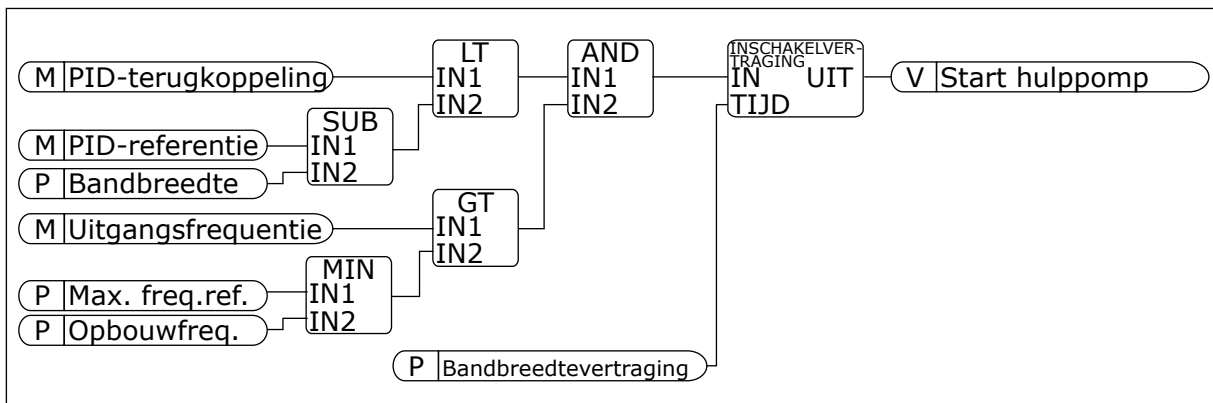 M PID-terugkoppeling
M PID-referentie
P Bandbreedte
SUB
IN1
IN2
LT
IN1
IN2
M Uitgangsfrequentie
P Max. freq.ref.
P Opbouwfreq.
MIN
IN1
IN2
GT
IN1
IN2
AND
IN1
IN2
P Bandbreedtevertraging
INSCHAKELVER-
TRAGING
IN UIT
TIJD
V Start hulppomp